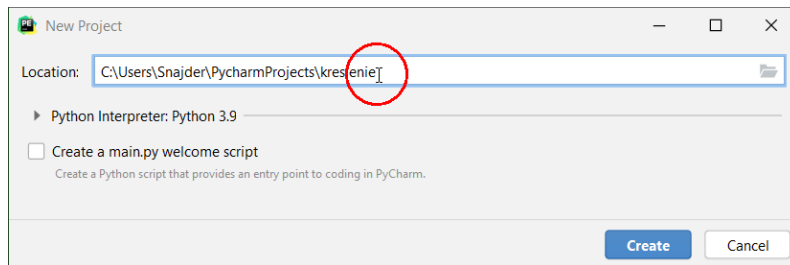 New Project
Location: C:\Users\Snajder\PycharmProjects\kreslenie
Python Interpreter: Python 3.9
Create a main.py welcome script
Create a Python script that provides an entry point to coding in PyCharm.
Create Cancel